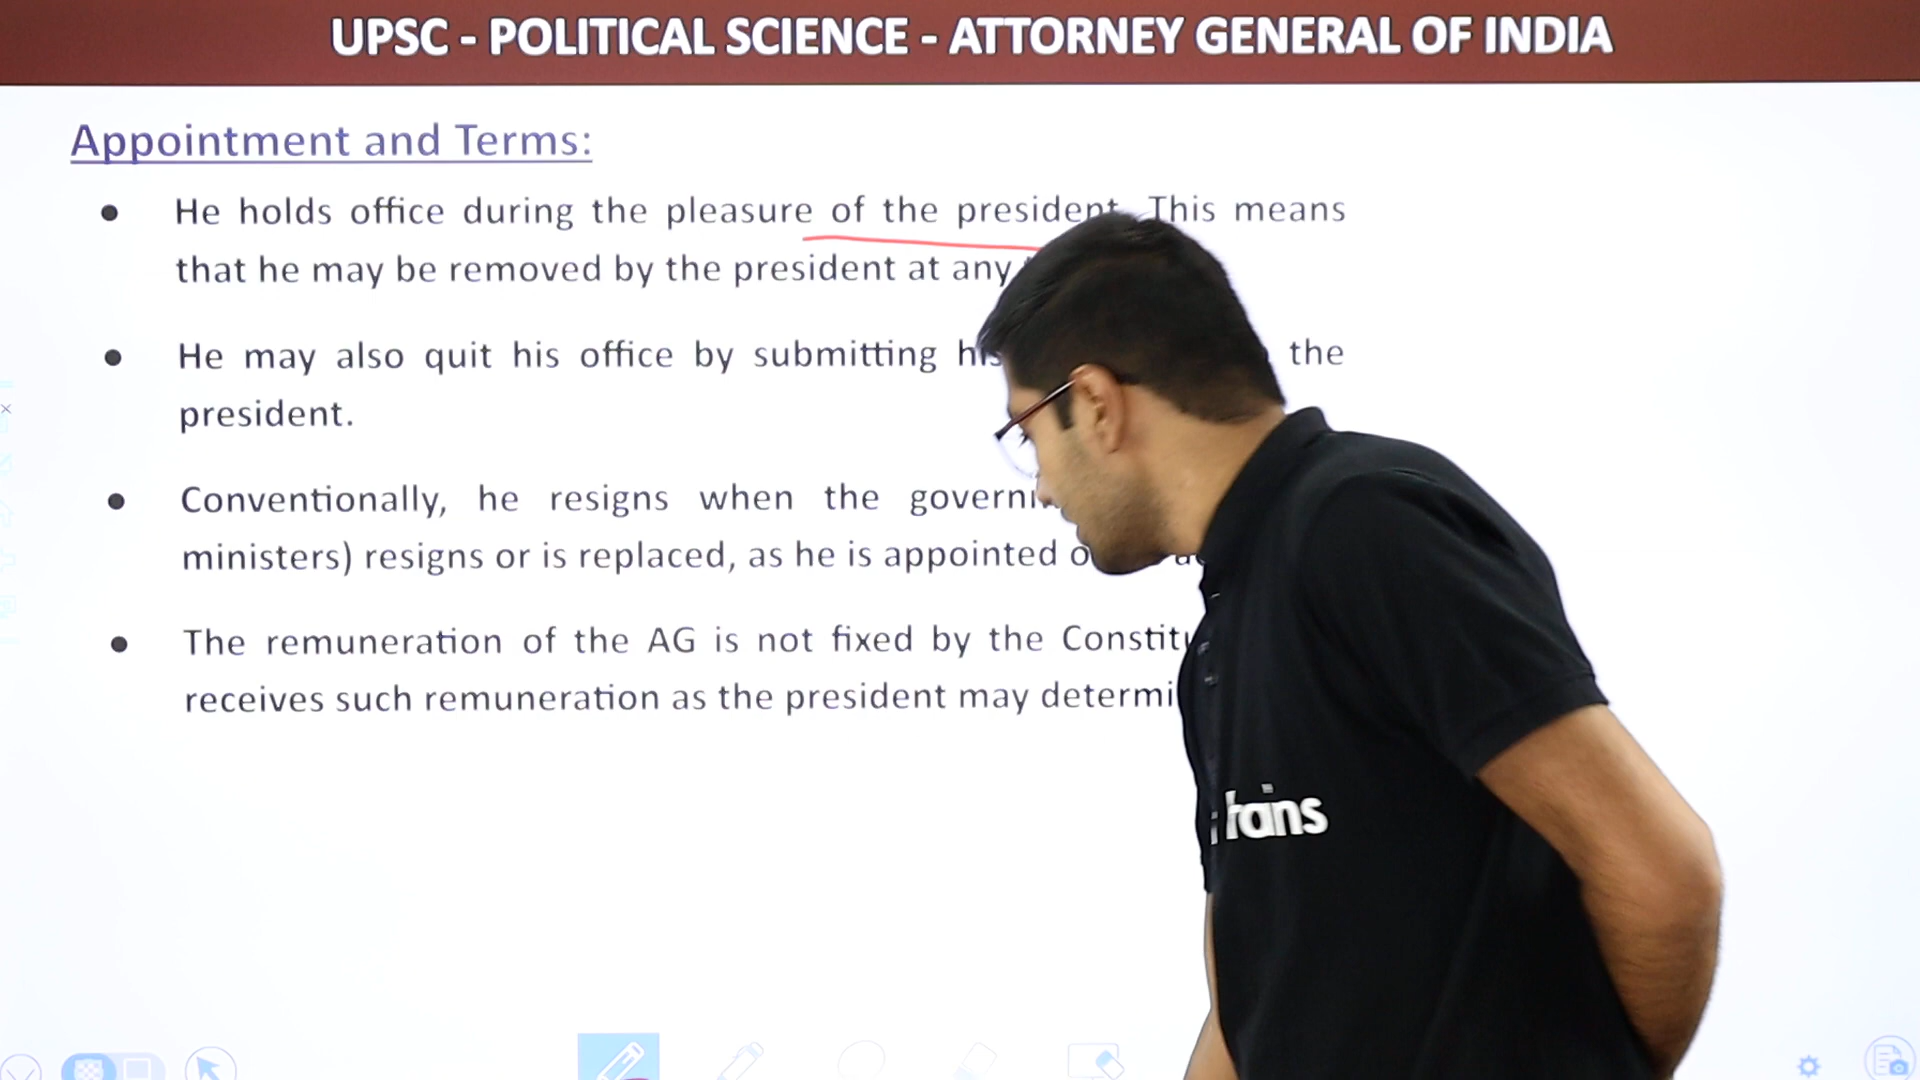 UPSC - POLITICAL SCIENCE - ATTORNEY GENERAL OF INDIA
Appointment and Terms:
● He holds office during the pleasure of the president. This means
that he may be removed by the president at any
● He may also quit his office by submitting his the
president.
● Conventionally, he resigns when the
ministers) resigns or is replaced, as he is appointed
● The remuneration of the AG is not fixed by the
receives such remuneration as the president may